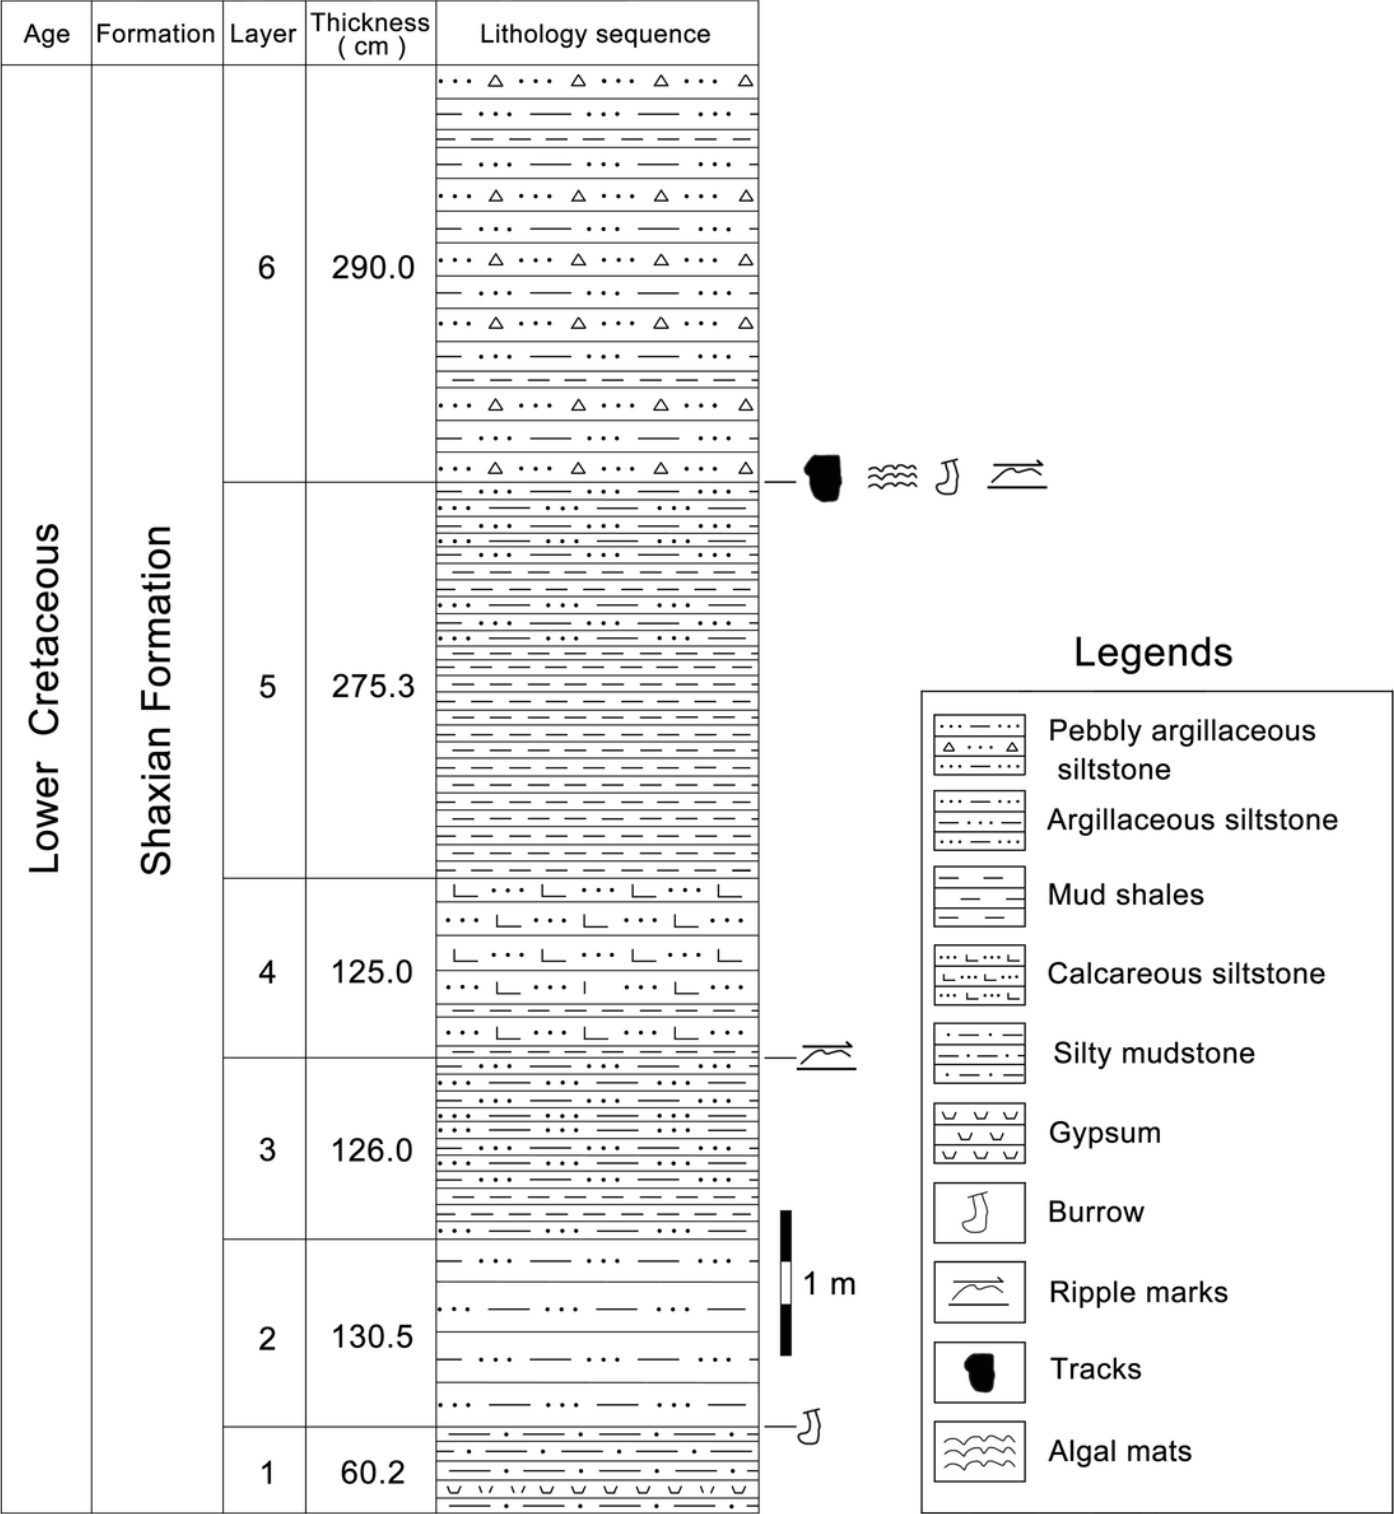 Age
Formation
Layer
Thickness
( cm )
Lithology sequence
Lower Cretaceous
Shaxian Formation
6
290.0
5
275.3
4
125.0
3
126.0
2
130.5
1
60.2
1 m
Legends
Pebbly argillaceous
siltstone
Argillaceous siltstone
Mud shales
Calcareous siltstone
Silty mudstone
Gypsum
Burrow
Ripple marks
Tracks
Algal mats